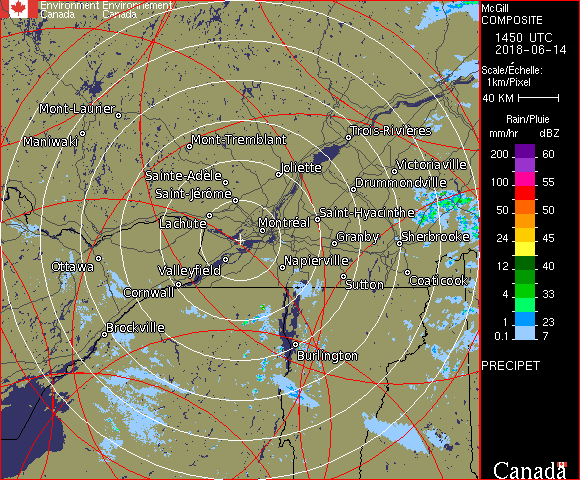 Environment Environnement
Canada Canada
McGill
COMPOSITE
1450 UTC
2018-06-14
Scale/Échelle:
1km/Pixel
40 KM
Rain/Pluie
mm/hr dBZ
200 60
100 55
50 50
24 45
12 40
4 33
1 23
0.1 7
PRECIPET
Canada
Mont-Laurier
Maniwaki
Mont-Tremblant
Trois-Rivières
Joliette
Victoriaville
Sainte-Adèle
Drummondville
Saint-Jérôme
Lachute
Saint-Hyacinthe
Montréal
Granby
Sherbrooke
Ottawa
Valleyfield
Napierville
Cornwall
Sutton
Coaticook
Brockville
Burlington